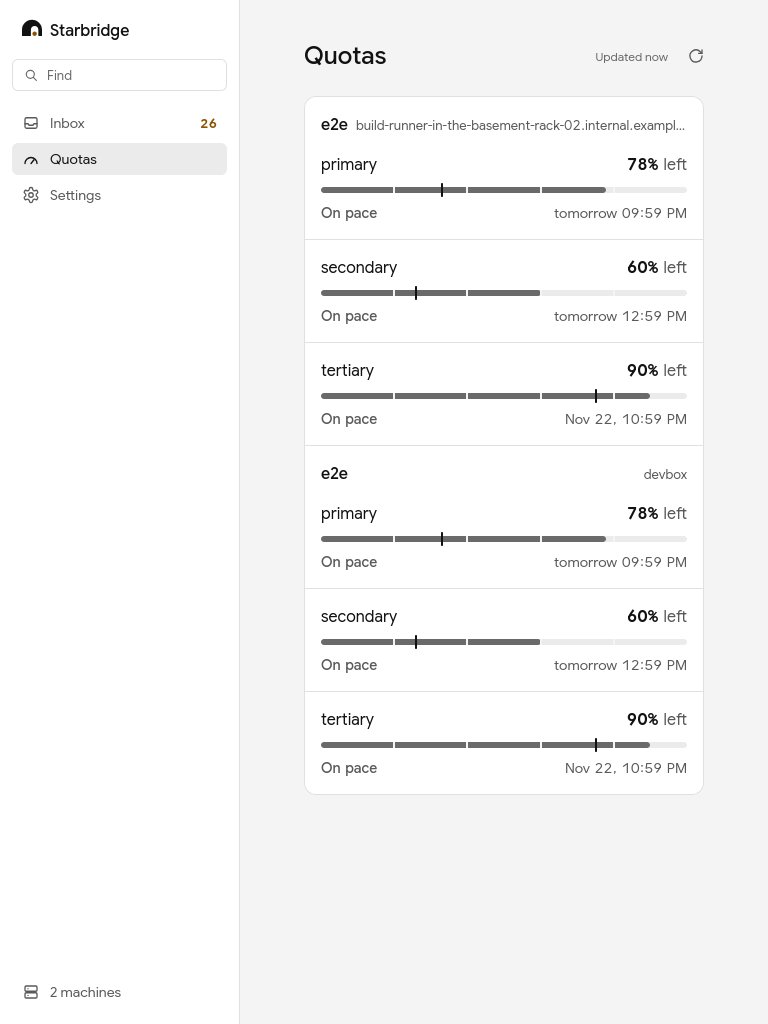 Starbridge
Find
Inbox 26
Quotas
Settings
2 machines
Quotas
Updated now
e2e build-runner-in-the-basement-rack-02.internal.exampl...
primary 78% left
On pace tomorrow 09:59 PM
secondary 60% left
On pace tomorrow 12:59 PM
tertiary 90% left
On pace Nov 22, 10:59 PM
e2e devbox
primary 78% left
On pace tomorrow 09:59 PM
secondary 60% left
On pace tomorrow 12:59 PM
tertiary 90% left
On pace Nov 22, 10:59 PM